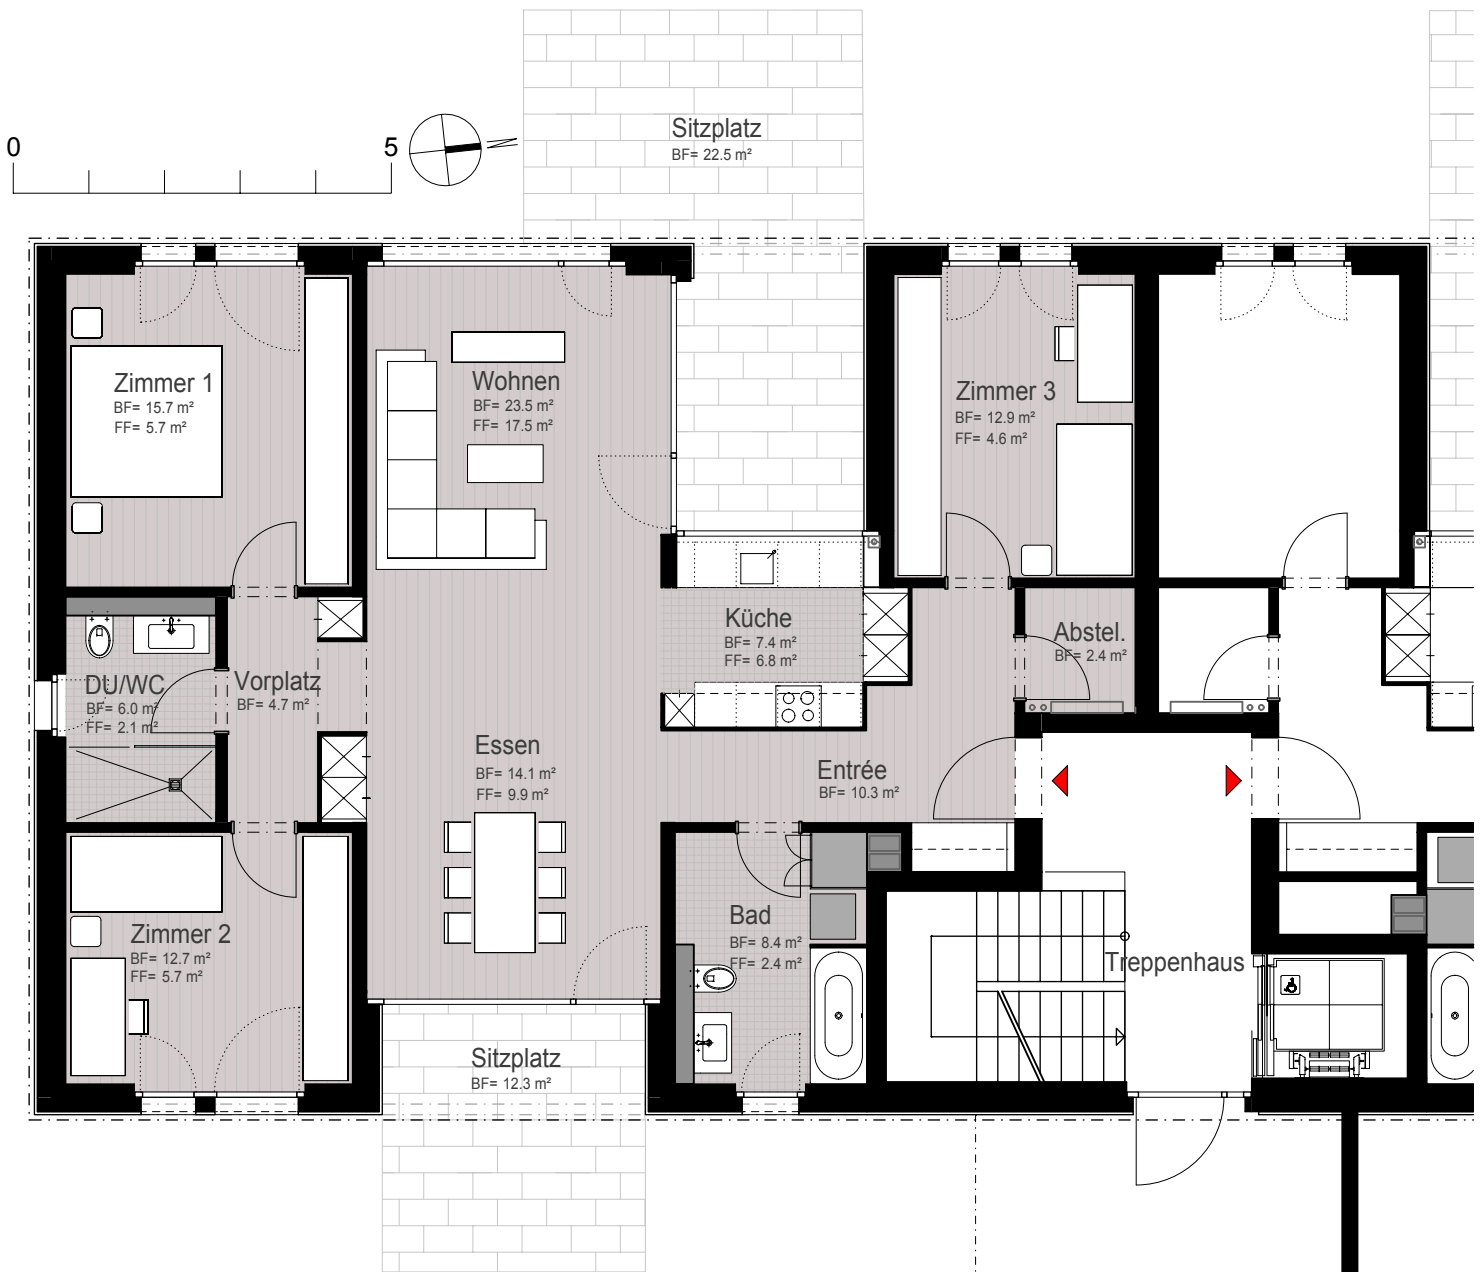 Sitzplatz
BF= 22.5 m²
0
5
N
Zimmer 1
BF= 15.7 m²
FF= 5.7 m²
Wohnen
BF= 23.5 m²
FF= 17.5 m²
Zimmer 3
BF= 12.9 m²
FF= 4.6 m²
Küche
BF= 7.4 m²
FF= 6.8 m²
Abstel.
BF= 2.4 m²
DU/WC
BF= 6.0 m²
FF= 2.1 m²
Vorplatz
BF= 4.7 m²
Essen
BF= 14.1 m²
FF= 9.9 m²
Entrée
BF= 10.3 m²
Zimmer 2
BF= 12.7 m²
FF= 5.7 m²
Bad
BF= 8.4 m²
FF= 2.4 m²
Treppenhaus
Sitzplatz
BF= 12.3 m²